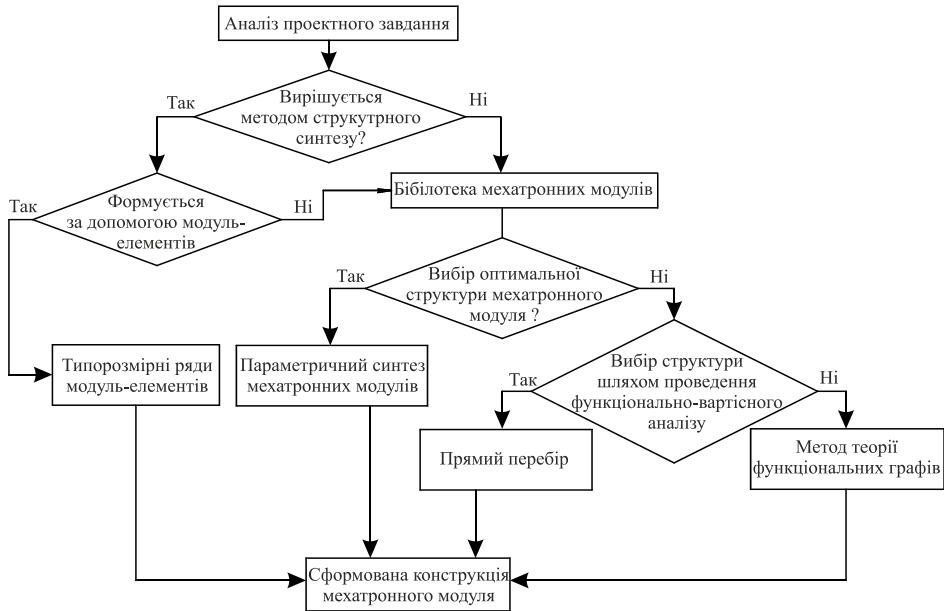 Аналіз проектного завдання
Так
Вирішується
методом струкутрного
синтезу?
Ні
Так
Формується
за допомогою модуль-
елементів
Ні
Бібілотека мехатронних модулів
Так
Вибір оптимальної
структури мехатронного
модуля ?
Ні
Типорозмірні ряди
модуль-елементів
Параметричний синтез
мехатронних модулів
Так
Вибір структури
шляхом проведення
функціонально-вартісного
аналізу
Ні
Прямий перебір
Метод теорії
функціональних графів
Сформована конструкція
мехатронного модуля